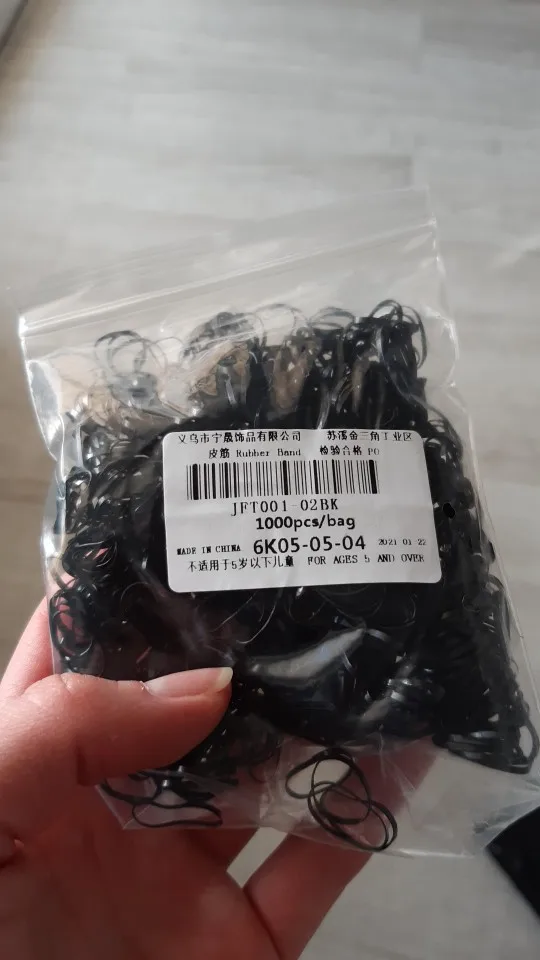 义乌市宁晟饰品有限公司 苏溪金三角工业区
皮筋 Rubber Band 检验合格 PO
JFT001-02BK
1000pcs/bag
MADE IN CHINA 6K05-05-04 2021 01 22
不适用于5岁以下儿童 FOR AGES 5 AND OVER